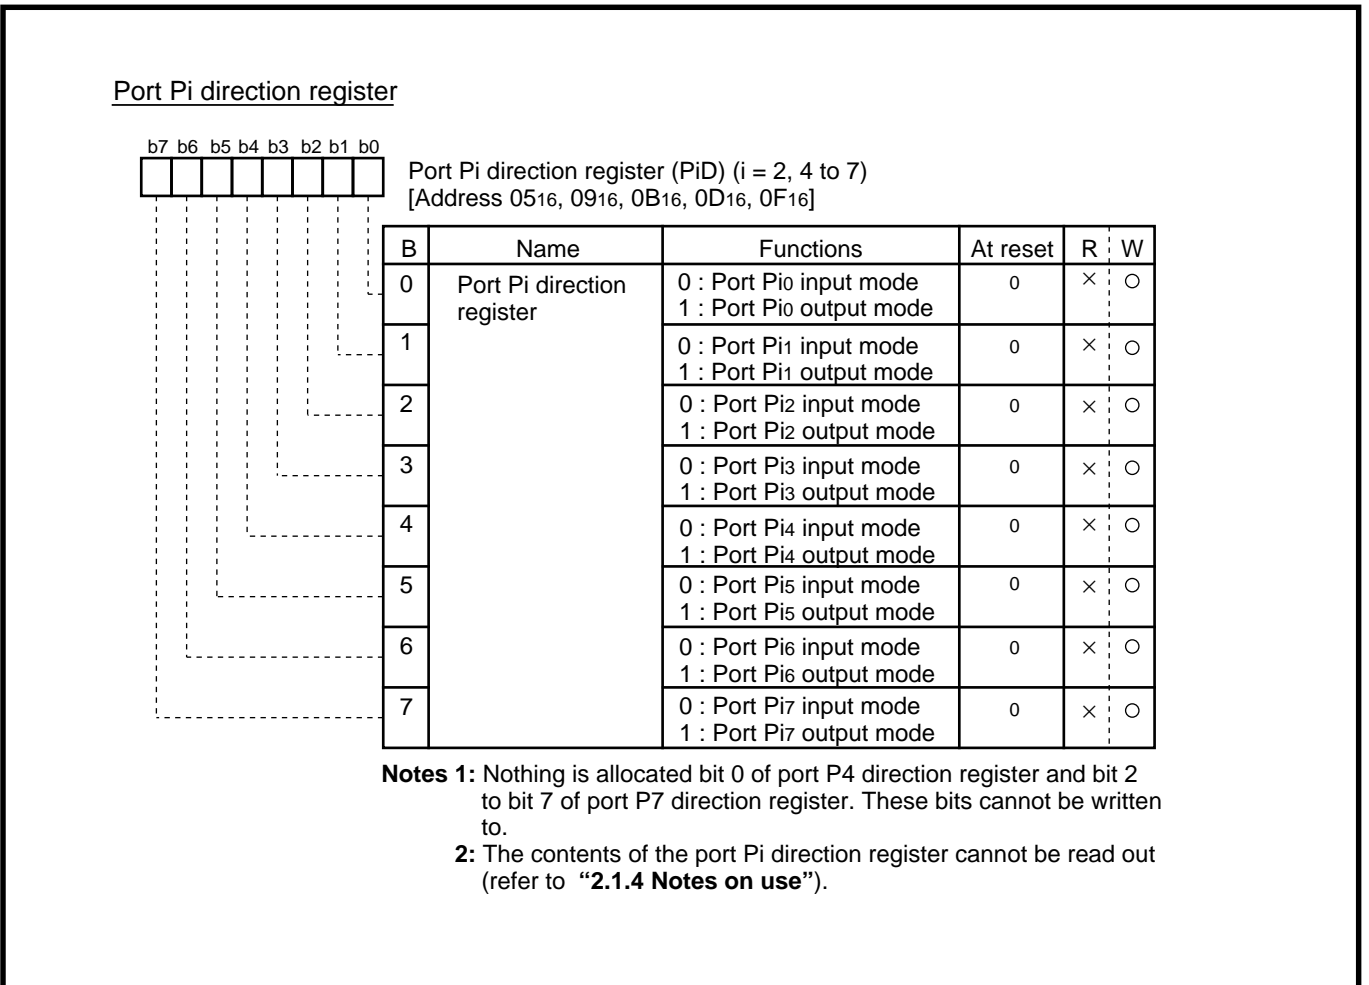 Port Pi direction register
b7 b6 b5 b4 b3 b2 b1 b0
Port Pi direction register (PiD) (i = 2, 4 to 7)
[Address 0516, 0916, 0B16, 0D16, 0F16]
B Name Functions At reset R W
0 Port Pi direction register 0 : Port Pi0 input mode 0 × ○
1 : Port Pi0 output mode
1 0 : Port Pi1 input mode 0 × ○
1 : Port Pi1 output mode
2 0 : Port Pi2 input mode 0 × ○
1 : Port Pi2 output mode
3 0 : Port Pi3 input mode 0 × ○
1 : Port Pi3 output mode
4 0 : Port Pi4 input mode 0 × ○
1 : Port Pi4 output mode
5 0 : Port Pi5 input mode 0 × ○
1 : Port Pi5 output mode
6 0 : Port Pi6 input mode 0 × ○
1 : Port Pi6 output mode
7 0 : Port Pi7 input mode 0 × ○
1 : Port Pi7 output mode
Notes 1: Nothing is allocated bit 0 of port P4 direction register and bit 2
to bit 7 of port P7 direction register. These bits cannot be written
to.
2: The contents of the port Pi direction register cannot be read out
(refer to “2.1.4 Notes on use”).